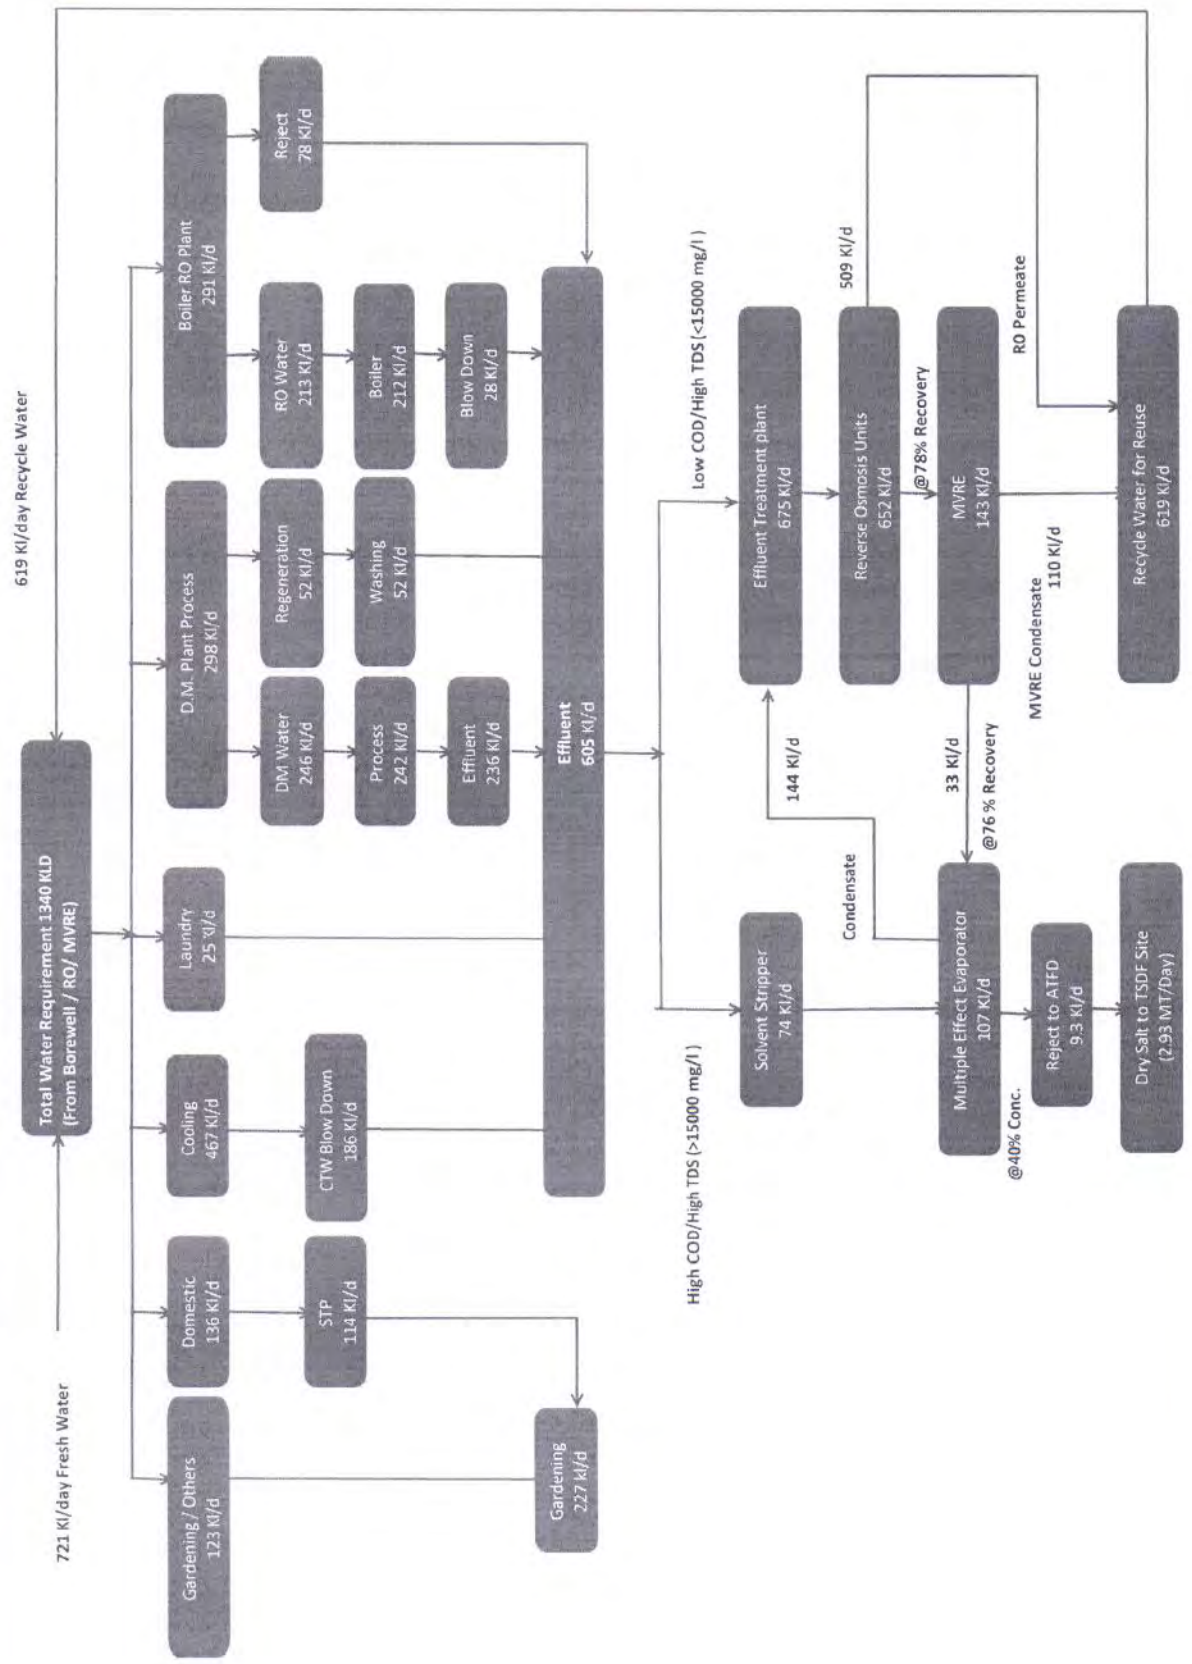 619 Kl/day Recycle Water
721 Kl/day Fresh Water
Total Water Requirement 1340 KLD
(From Borewell / RO/ MVRE)
Gardening / Others
123 Kl/d
Domestic
136 Kl/d
Cooling
467 Kl/d
Laundry
25 Kl/d
D.M. Plant Process
298 Kl/d
Boiler RO Plant
291 Kl/d
STP
114 Kl/d
CTW Blow Down
186 Kl/d
DM Water
246 Kl/d
Regeneration
52 Kl/d
RO Water
213 Kl/d
Reject
78 Kl/d
Process
242 Kl/d
Washing
52 Kl/d
Boiler
212 Kl/d
Effluent
236 Kl/d
Blow Down
28 Kl/d
Gardening
227 Kl/d
Effluent
605 Kl/d
High COD/High TDS (>15000 mg/l )
Low COD/High TDS (<15000 mg/l )
Solvent Stripper
74 Kl/d
Effluent Treatment plant
675 Kl/d
144 Kl/d
Condensate
Reverse Osmosis Units
652 Kl/d
509 Kl/d
@78% Recovery
Multiple Effect Evaporator
107 Kl/d
33 Kl/d
@76 % Recovery
MVRE
143 Kl/d
RO Permeate
@40% Conc.
Reject to ATFD
9.3 Kl/d
MVRE Condensate
110 Kl/d
Dry Salt to TSDF Site
(2.93 MT/Day)
Recycle Water for Reuse
619 Kl/d